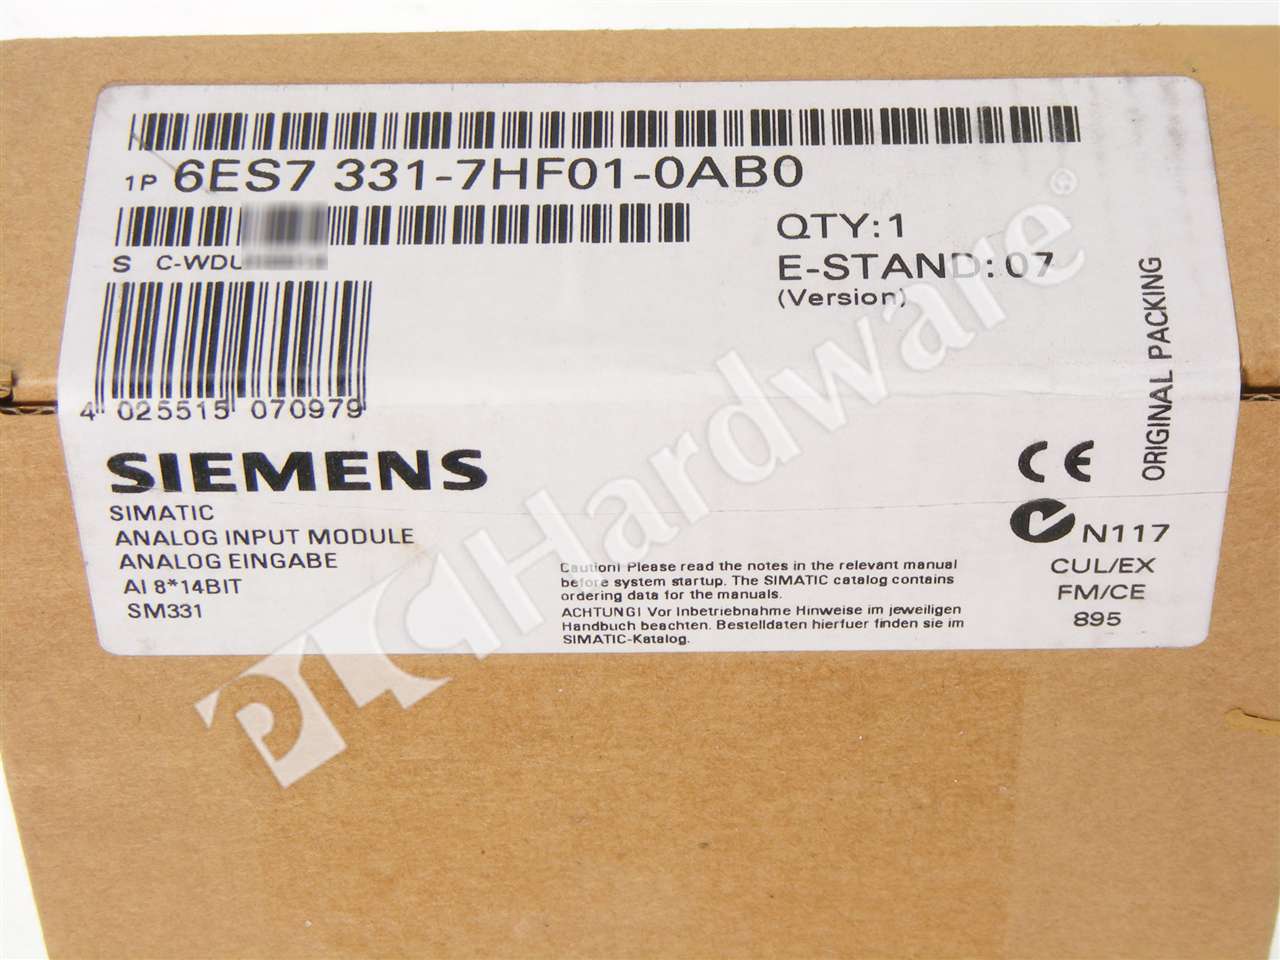 1P 6ES7 331-7HF01-0AB0
S C-WDU
QTY:1
E-STAND: 07
(Version)
4 025515 070979
ORIGINAL PACKING
SIEMENS
SIMATIC
ANALOG INPUT MODULE
ANALOG EINGABE
AI 8*14BIT
SM331
Caution! Please read the notes in the relevant manual
before system startup. The SIMATIC catalog contains
ordering data for the manuals.
ACHTUNG! Vor Inbetriebnahme Hinweise im jeweiligen
Handbuch beachten. Bestelldaten hierfuer finden sie im
SIMATIC-Katalog.
CE
N117
CUL/EX
FM/CE
895
PLCHardware®